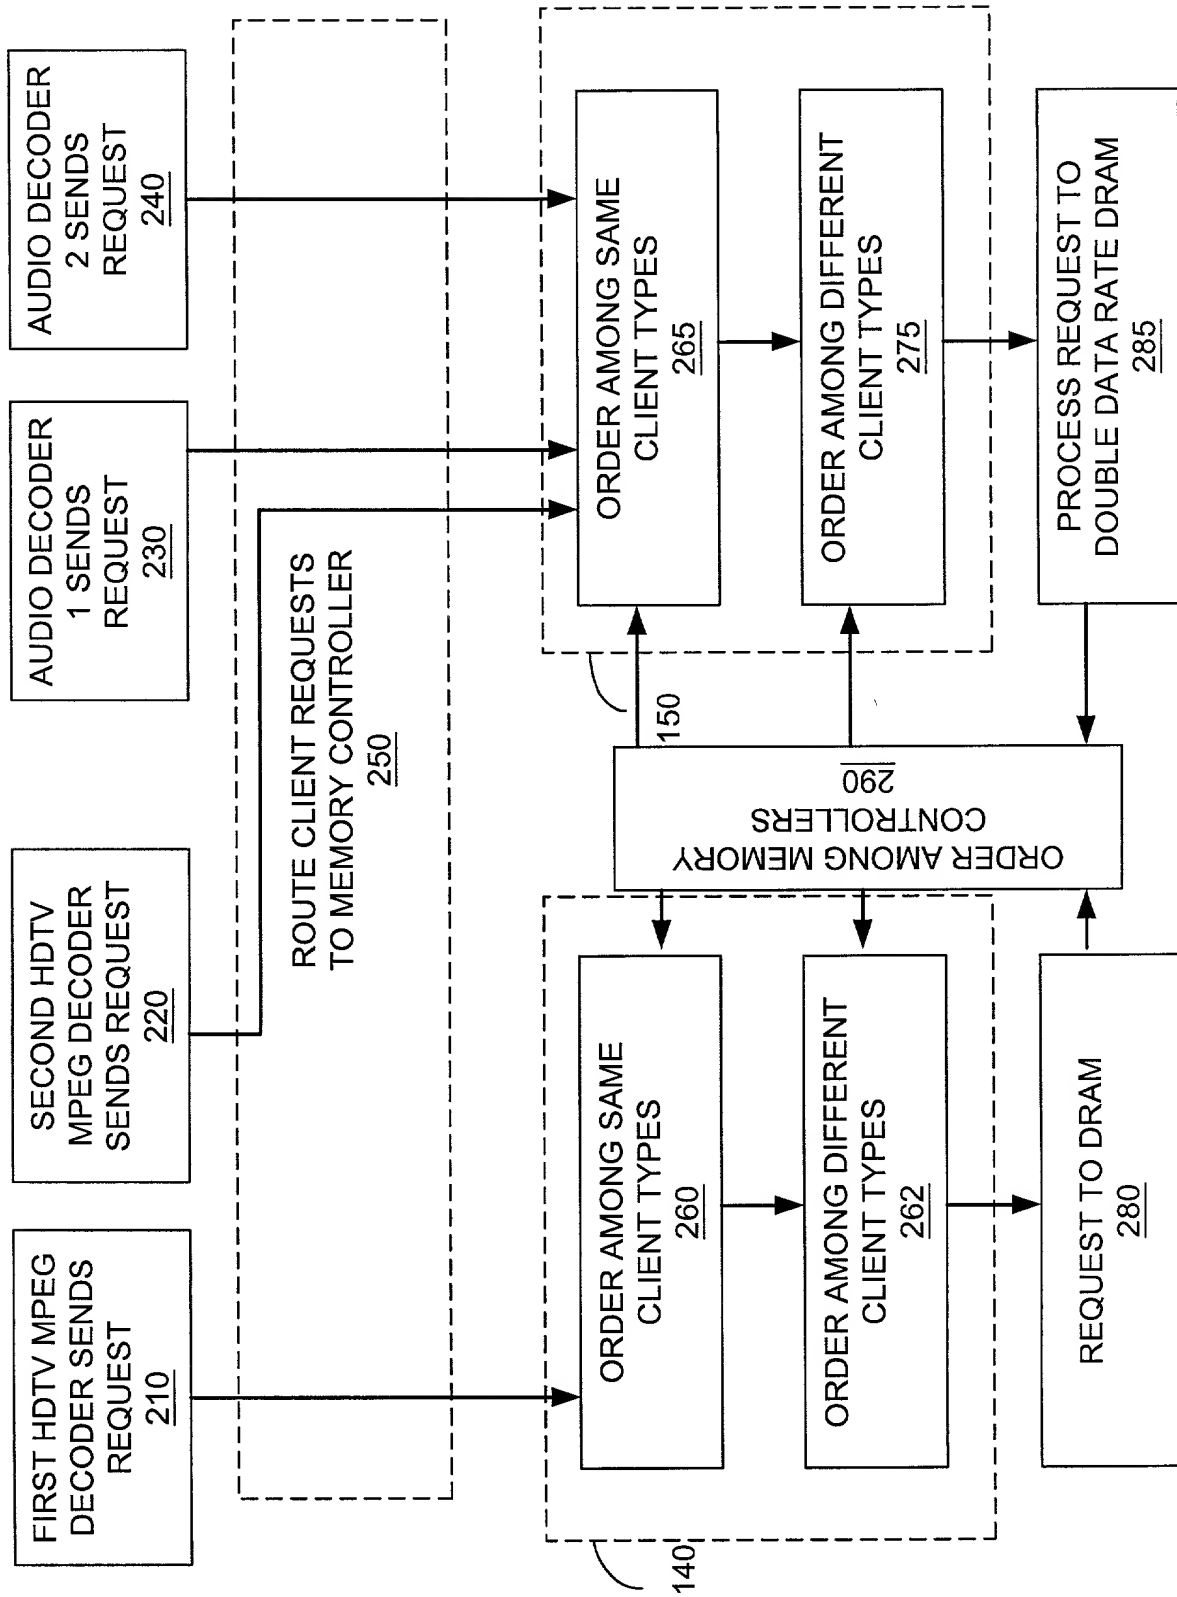 FIRST HDTV MPEG
DECODER SENDS
REQUEST
210
SECOND HDTV
MPEG DECODER
SENDS REQUEST
220
AUDIO DECODER
1 SENDS
REQUEST
230
AUDIO DECODER
2 SENDS
REQUEST
240
ROUTE CLIENT REQUESTS
TO MEMORY CONTROLLER
250
140
ORDER AMONG SAME
CLIENT TYPES
260
ORDER AMONG DIFFERENT
CLIENT TYPES
262
REQUEST TO DRAM
280
ORDER AMONG MEMORY
CONTROLLERS
290
150
ORDER AMONG SAME
CLIENT TYPES
265
ORDER AMONG DIFFERENT
CLIENT TYPES
275
PROCESS REQUEST TO
DOUBLE DATA RATE DRAM
285